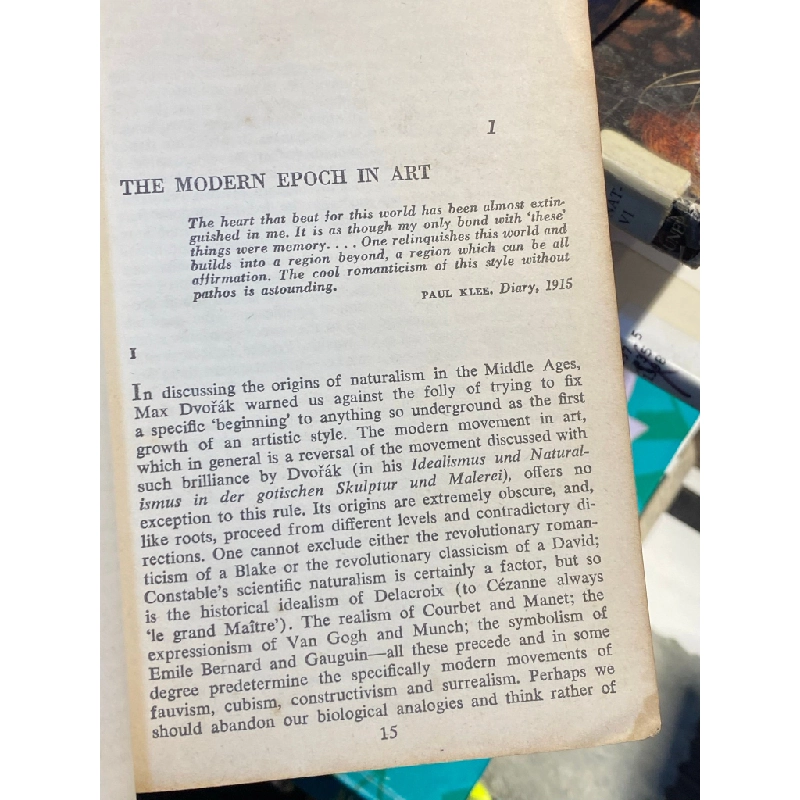 1
THE MODERN EPOCH IN ART
The heart that beat for this world has been almost extin-
guished in me. It is as though my only bond with 'these'
things were memory. . . . One relinquishes this world and
builds into a region beyond, a region which can be all
affirmation. The cool romanticism of this style without
pathos is astounding.
PAUL KLEE, Diary, 1915
I
In discussing the origins of naturalism in the Middle Ages,
Max Dvořák warned us against the folly of trying to fix
a specific 'beginning' to anything so underground as the first
growth of an artistic style. The modern movement in art,
which in general is a reversal of the movement discussed with
such brilliance by Dvořák (in his Idealismus und Natural-
ismus in der gotischen Skulptur und Malerei), offers no
exception to this rule. Its origins are extremely obscure, and,
like roots, proceed from different levels and contradictory di-
rections. One cannot exclude either the revolutionary roman-
ticism of a Blake or the revolutionary classicism of a David;
Constable's scientific naturalism is certainly a factor, but so
is the historical idealism of Delacroix (to Cézanne always
'le grand Maître'). The realism of Courbet and Manet; the
expressionism of Van Gogh and Munch; the symbolism of
Emile Bernard and Gauguin—all these precede and in some
degree predetermine the specifically modern movements of
fauvism, cubism, constructivism and surrealism. Perhaps we
should abandon our biological analogies and think rather of
15
VI